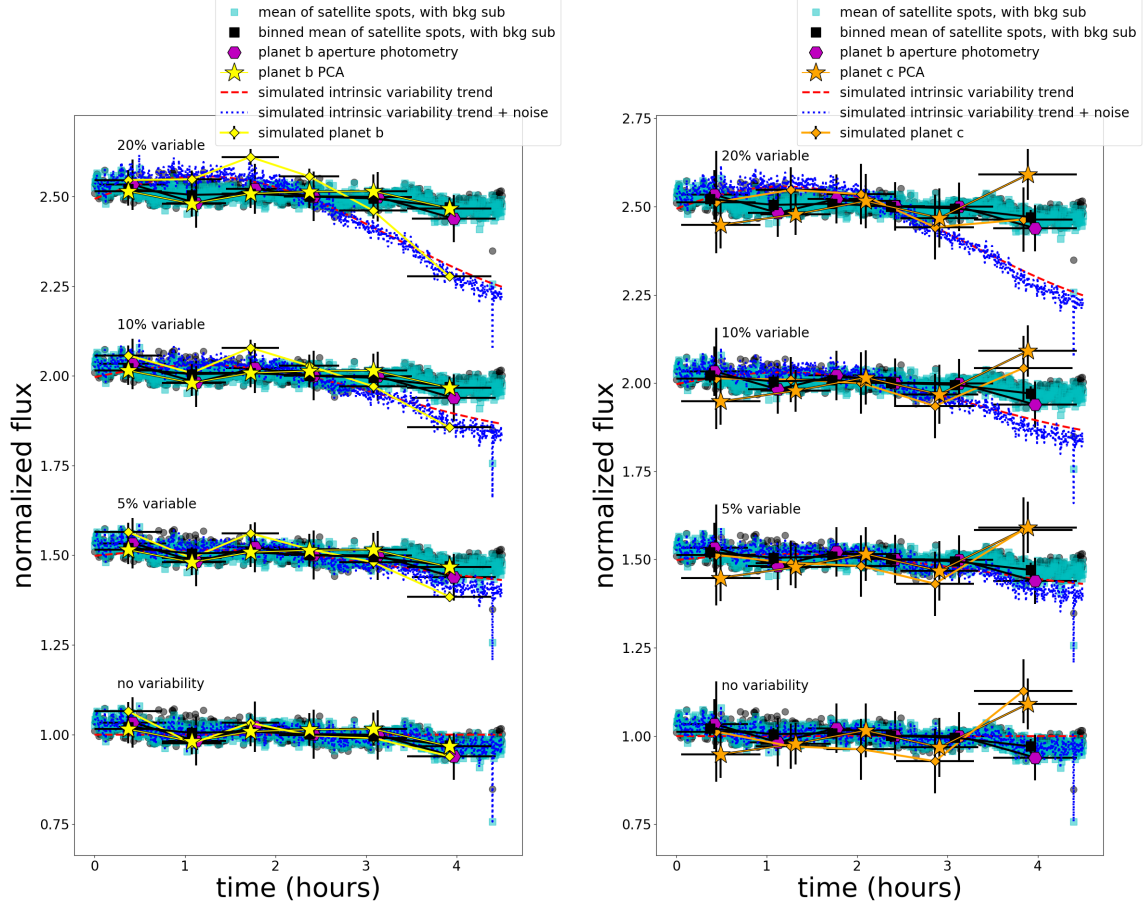 mean of satellite spots, with bkg sub
binned mean of satellite spots, with bkg sub
planet b aperture photometry
planet b PCA
simulated intrinsic variability trend
simulated intrinsic variability trend + noise
simulated planet b
20% variable
10% variable
5% variable
no variability
2.50
2.25
2.00
1.75
1.50
1.25
1.00
0.75
normalized flux
0 1 2 3 4
time (hours)
mean of satellite spots, with bkg sub
binned mean of satellite spots, with bkg sub
planet b aperture photometry
planet c PCA
simulated intrinsic variability trend
simulated intrinsic variability trend + noise
simulated planet c
20% variable
10% variable
5% variable
no variability
2.75
2.50
2.25
2.00
1.75
1.50
1.25
1.00
0.75
normalized flux
0 1 2 3 4
time (hours)